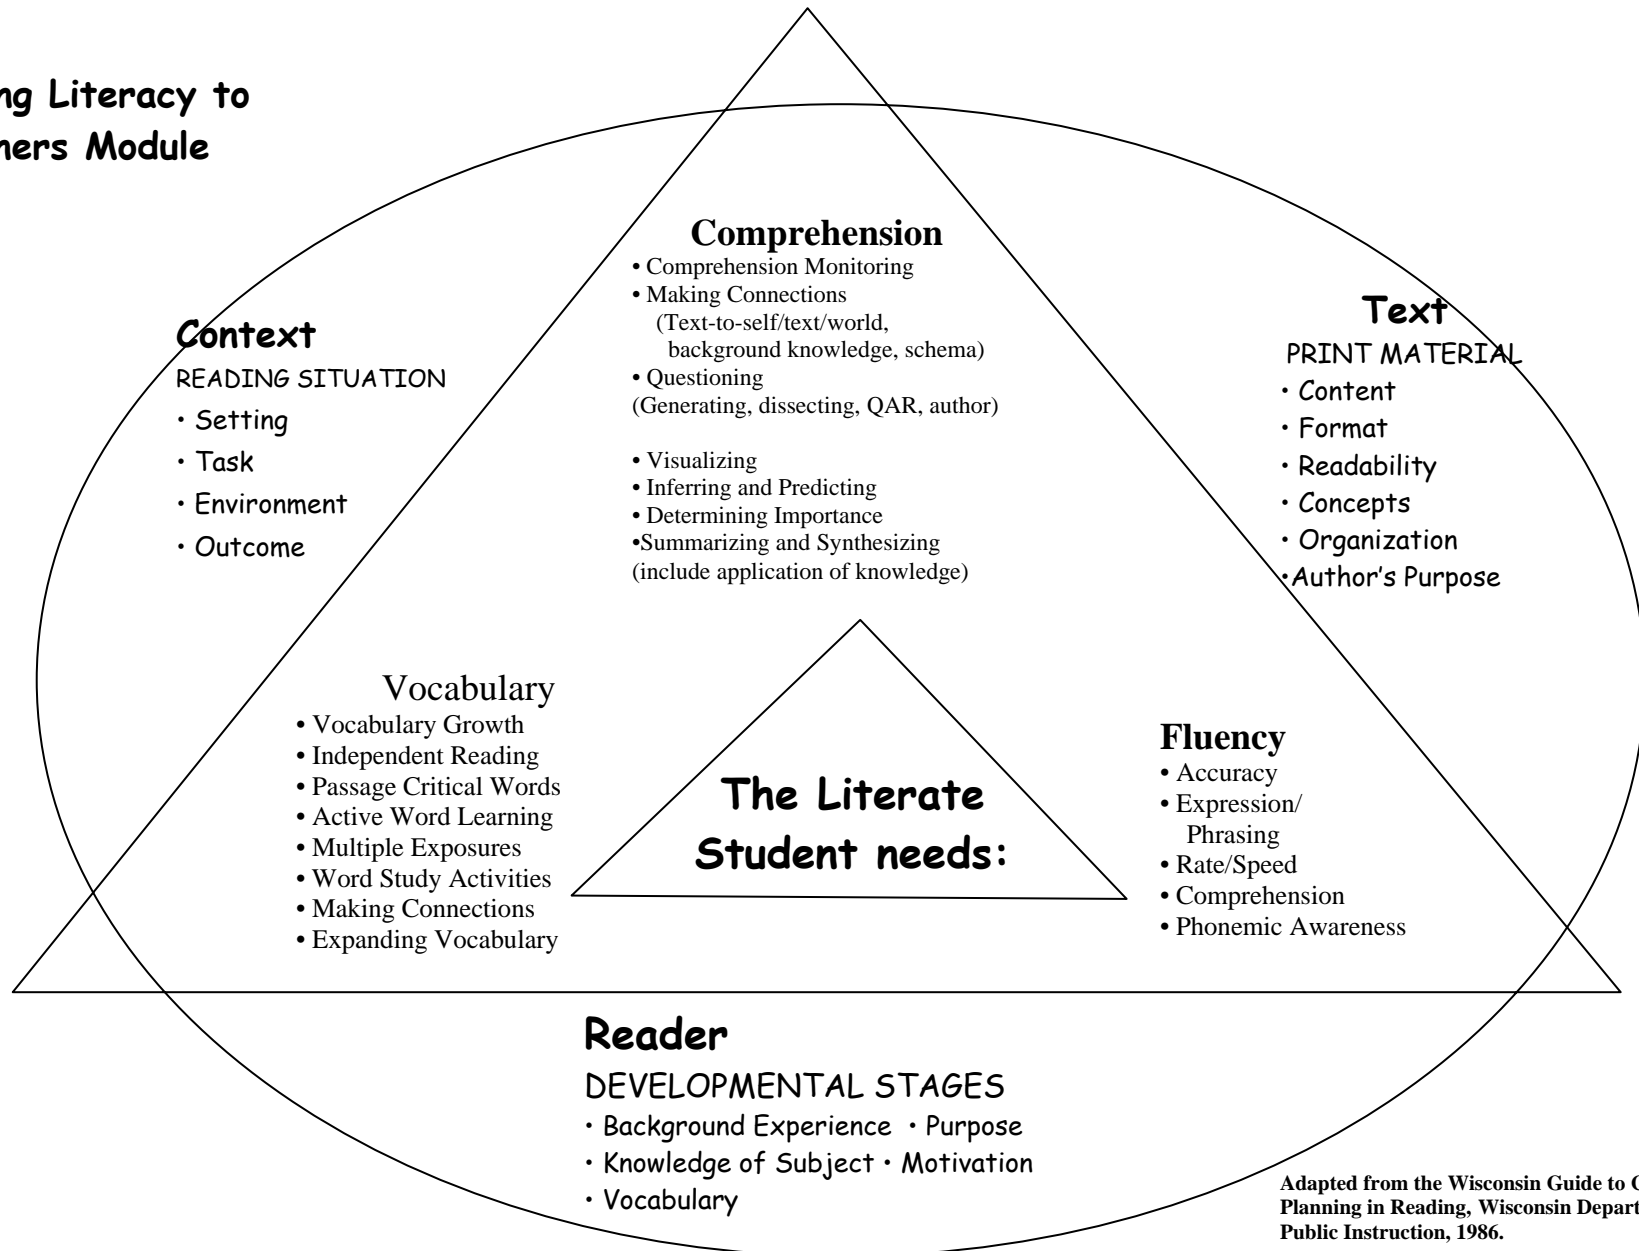 ng Literacy to
ners Module
Comprehension
• Comprehension Monitoring
• Making Connections
(Text-to-self/text/world,
background knowledge, schema)
• Questioning
(Generating, dissecting, QAR, author)
• Visualizing
• Inferring and Predicting
• Determining Importance
•Summarizing and Synthesizing
(include application of knowledge)
Context
READING SITUATION
• Setting
• Task
• Environment
• Outcome
Text
PRINT MATERIAL
• Content
• Format
• Readability
• Concepts
• Organization
•Author's Purpose
Vocabulary
• Vocabulary Growth
• Independent Reading
• Passage Critical Words
• Active Word Learning
• Multiple Exposures
• Word Study Activities
• Making Connections
• Expanding Vocabulary
The Literate
Student needs:
Fluency
• Accuracy
• Expression/
Phrasing
• Rate/Speed
• Comprehension
• Phonemic Awareness
Reader
DEVELOPMENTAL STAGES
• Background Experience • Purpose
• Knowledge of Subject • Motivation
• Vocabulary
Adapted from the Wisconsin Guide to C
Planning in Reading, Wisconsin Depart
Public Instruction, 1986.